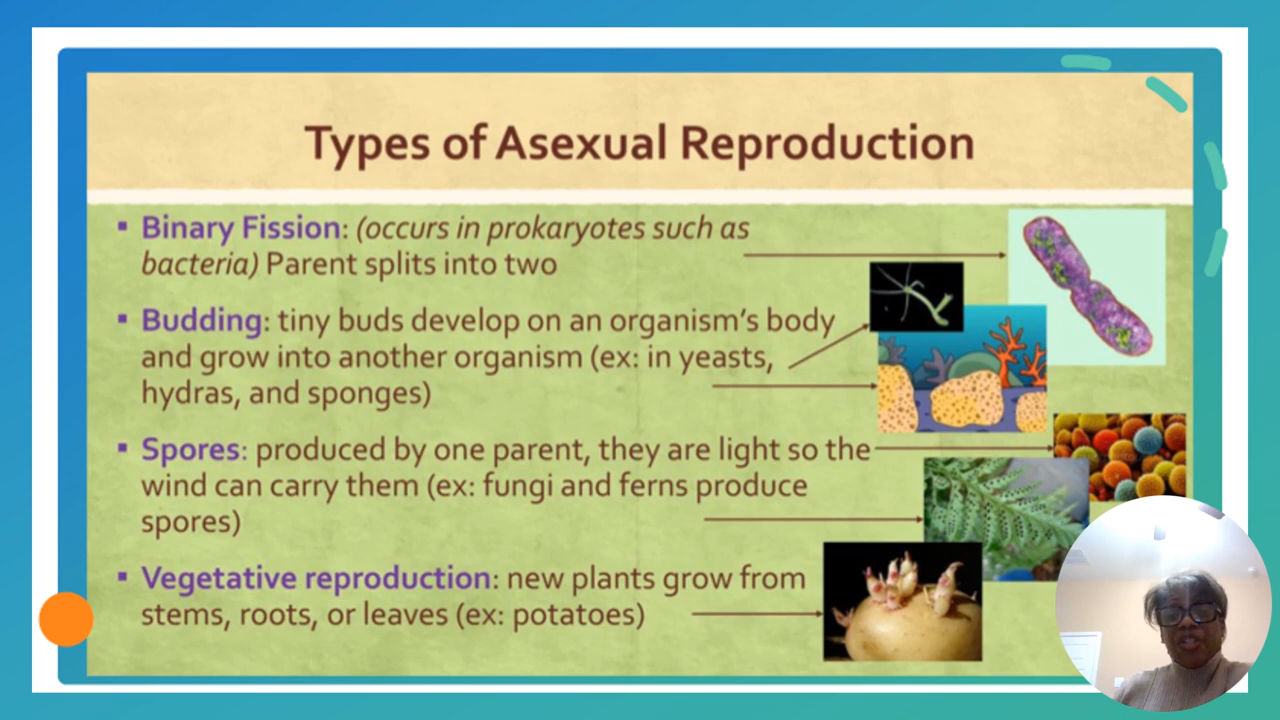 Types of Asexual Reproduction
▪ Binary Fission: (occurs in prokaryotes such as
bacteria) Parent splits into two
▪ Budding: tiny buds develop on an organism's body
and grow into another organism (ex: in yeasts,
hydras, and sponges)
▪ Spores: produced by one parent, they are light so the
wind can carry them (ex: fungi and ferns produce
spores)
▪ Vegetative reproduction: new plants grow from
stems, roots, or leaves (ex: potatoes)